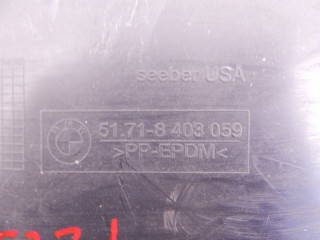 seeber USA
51.71-8 403 059
>PP-EPDM<